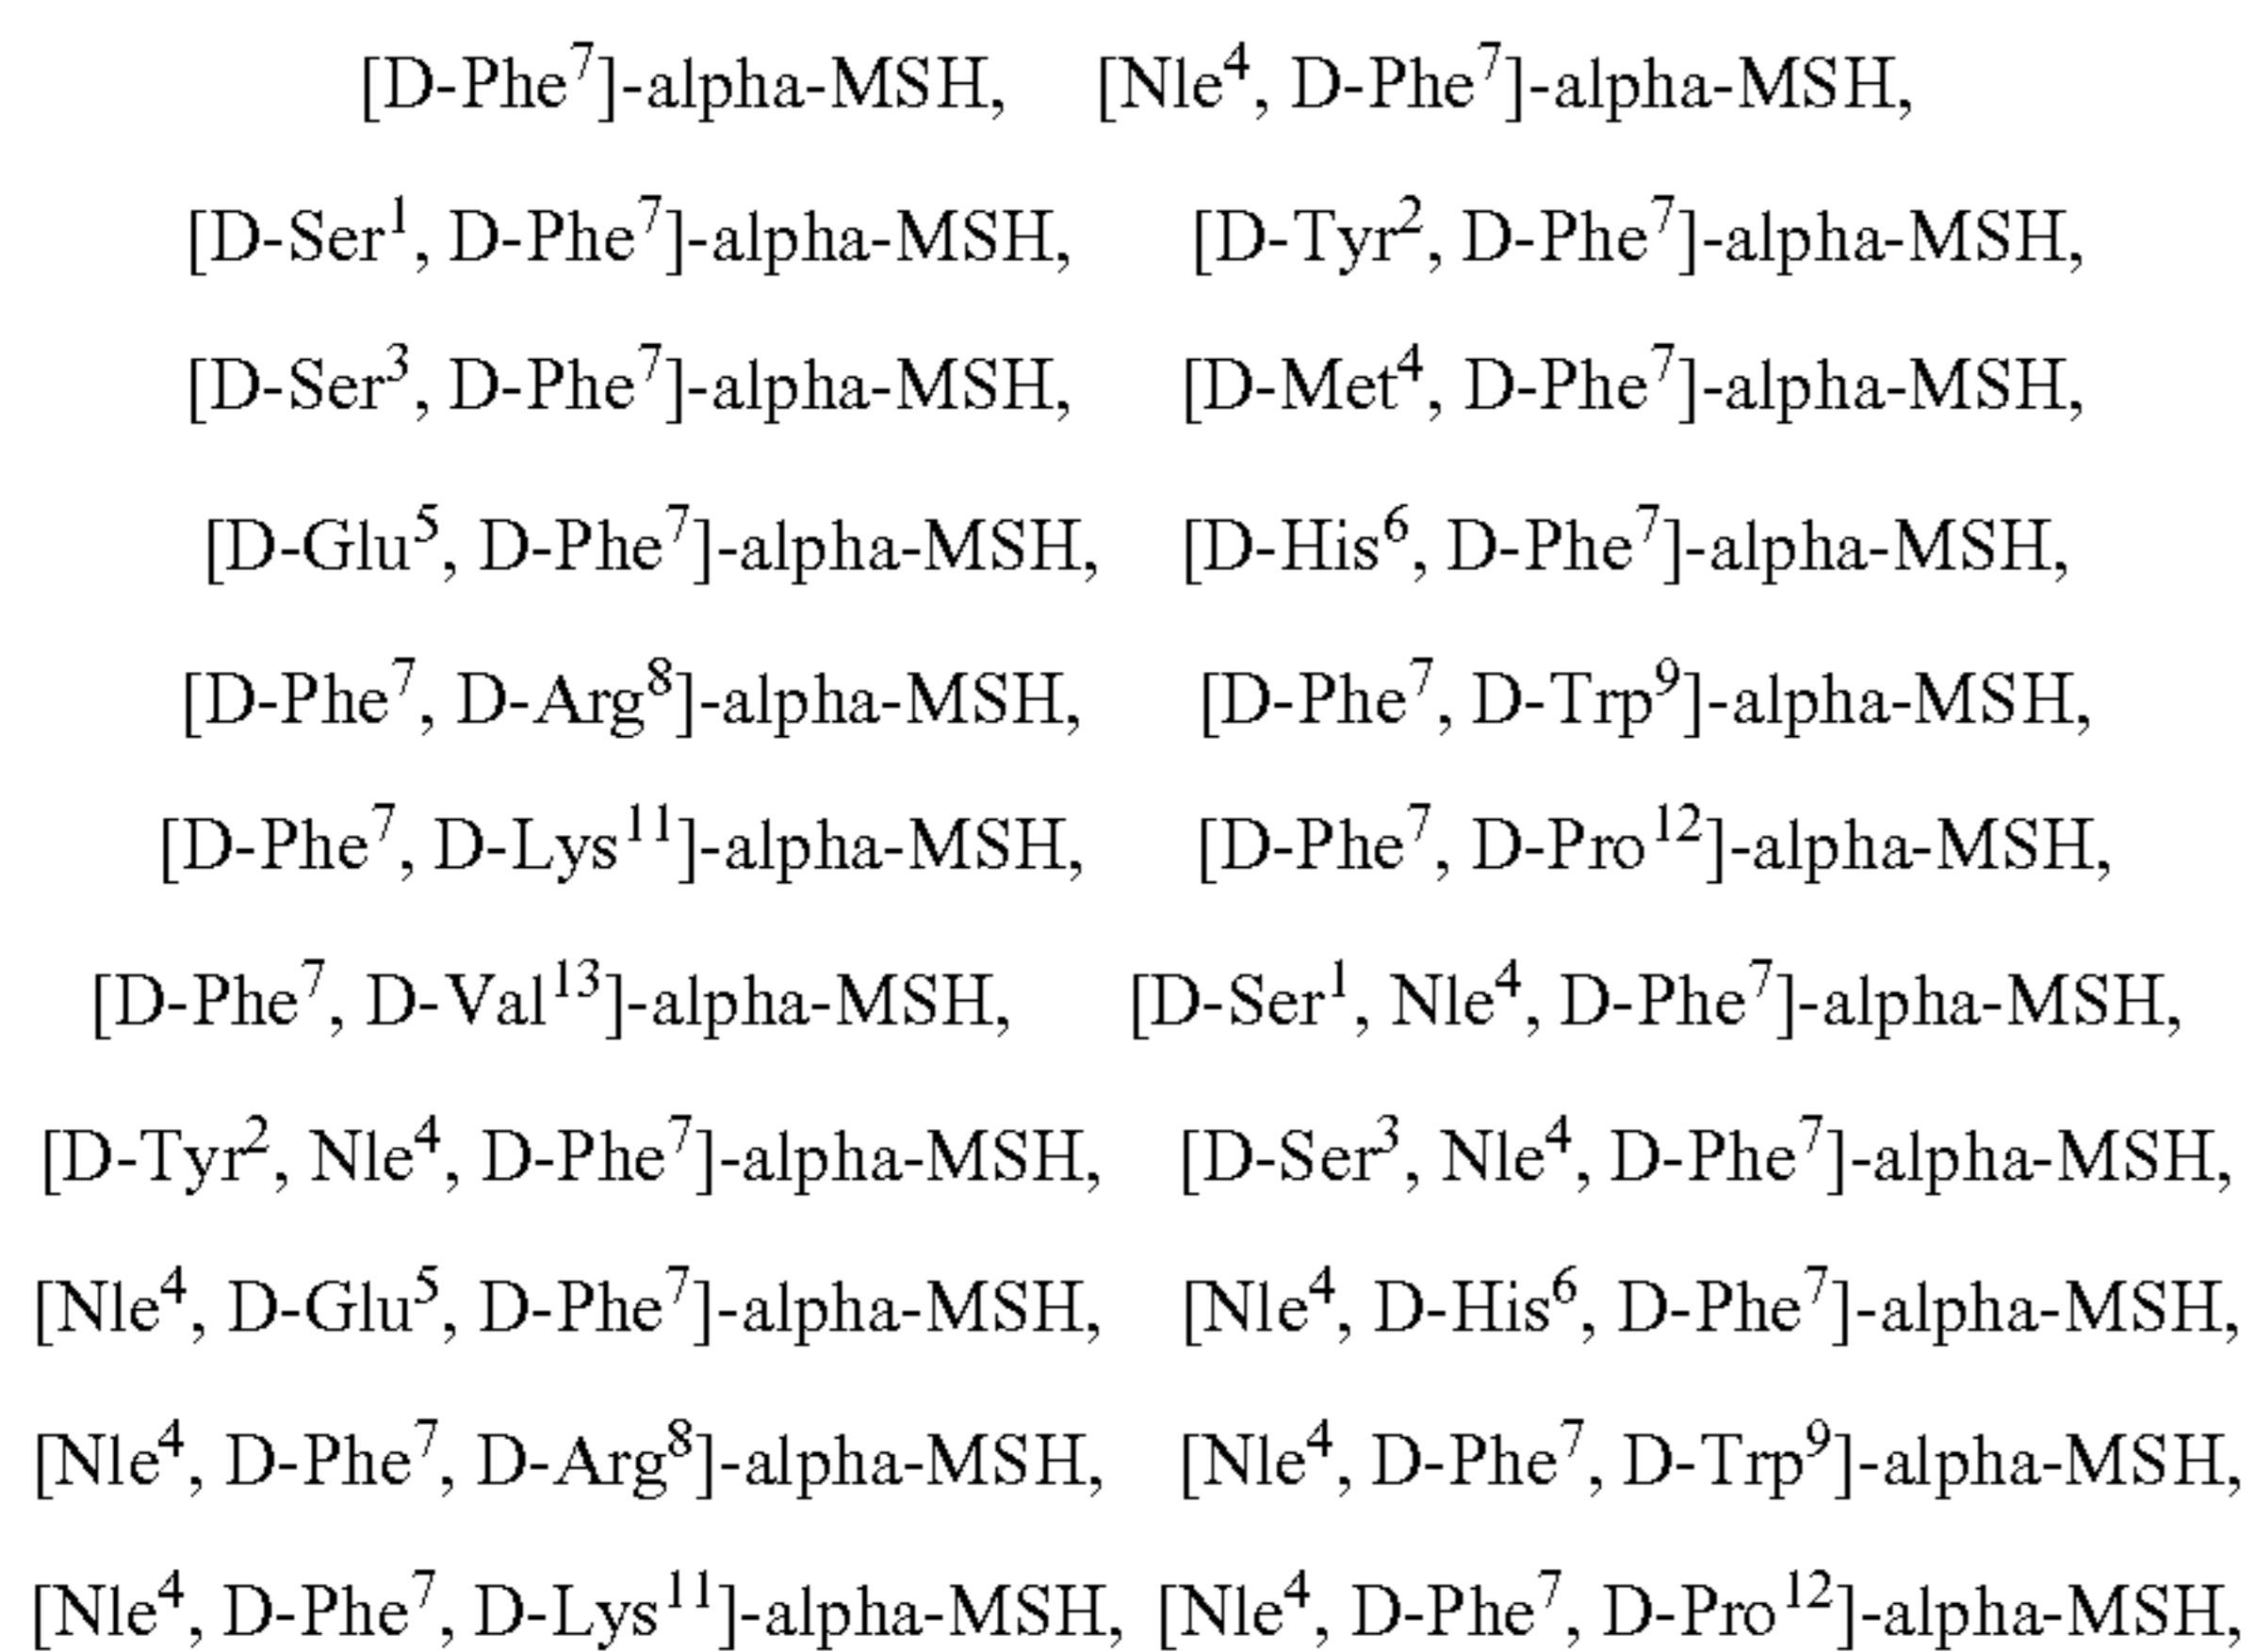 [D-Phe⁷]-alpha-MSH, [Nle⁴, D-Phe⁷]-alpha-MSH,
[D-Ser¹, D-Phe⁷]-alpha-MSH, [D-Tyr², D-Phe⁷]-alpha-MSH,
[D-Ser³, D-Phe⁷]-alpha-MSH, [D-Met⁴, D-Phe⁷]-alpha-MSH,
[D-Glu⁵, D-Phe⁷]-alpha-MSH, [D-His⁶, D-Phe⁷]-alpha-MSH,
[D-Phe⁷, D-Arg⁸]-alpha-MSH, [D-Phe⁷, D-Trp⁹]-alpha-MSH,
[D-Phe⁷, D-Lys¹¹]-alpha-MSH, [D-Phe⁷, D-Pro¹²]-alpha-MSH,
[D-Phe⁷, D-Val¹³]-alpha-MSH, [D-Ser¹, Nle⁴, D-Phe⁷]-alpha-MSH,
[D-Tyr², Nle⁴, D-Phe⁷]-alpha-MSH, [D-Ser³, Nle⁴, D-Phe⁷]-alpha-MSH,
[Nle⁴, D-Glu⁵, D-Phe⁷]-alpha-MSH, [Nle⁴, D-His⁶, D-Phe⁷]-alpha-MSH,
[Nle⁴, D-Phe⁷, D-Arg⁸]-alpha-MSH, [Nle⁴, D-Phe⁷, D-Trp⁹]-alpha-MSH,
[Nle⁴, D-Phe⁷, D-Lys¹¹]-alpha-MSH, [Nle⁴, D-Phe⁷, D-Pro¹²]-alpha-MSH,